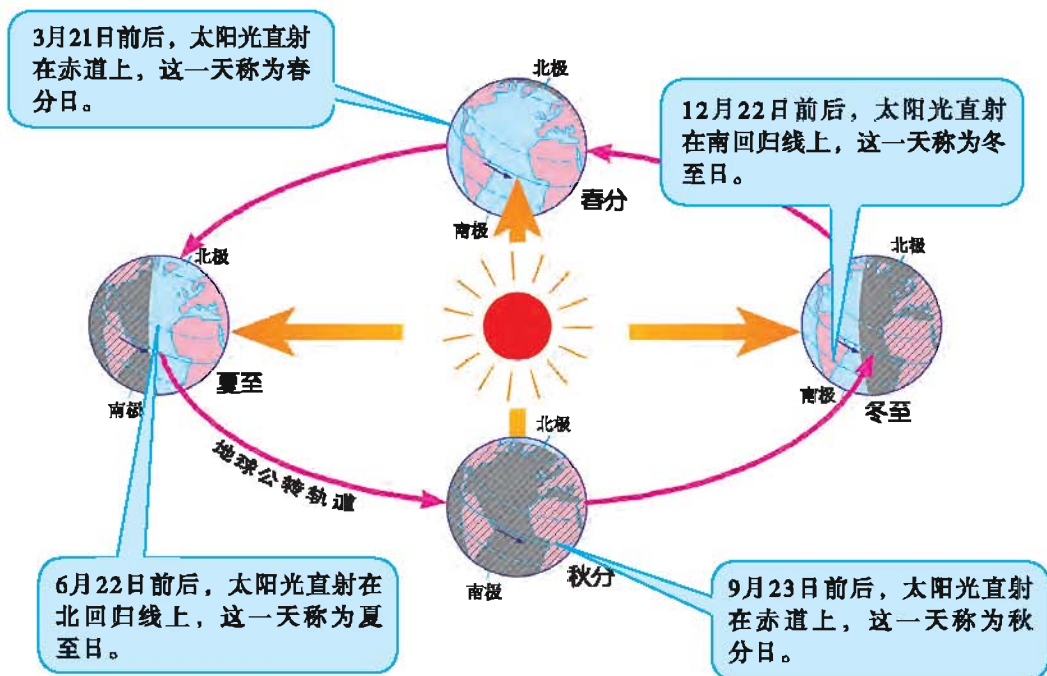 3月21日前后，太阳光直射
在赤道上，这一天称为春
分日。
北极
12月22日前后，太阳光直射
在南回归线上，这一天称为冬
至日。
春分
南极
北极
北极
夏至
南极
南极
冬至
地球公转轨道
北极
南极
秋分
6月22日前后，太阳光直射在
北回归线上，这一天称为夏
至日。
9月23日前后，太阳光直射
在赤道上，这一天称为秋
分日。